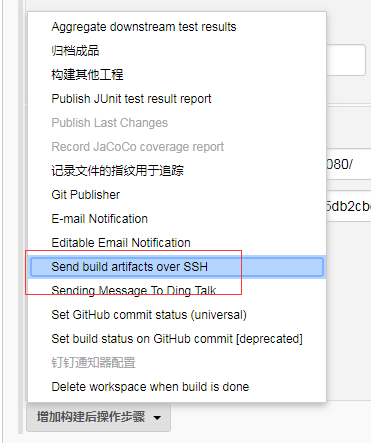 Aggregate downstream test results
归档成品
构建其他工程
Publish JUnit test result report
Publish Last Changes
Record JaCoCo coverage report
记录文件的指纹用于追踪
080/
Git Publisher
5db2cb
E-mail Notification
Editable Email Notification
Send build artifacts over SSH
Sending Message To Ding Talk
Set GitHub commit status (universal)
Set build status on GitHub commit [deprecated]
钉钉通知器配置
Delete workspace when build is done
增加构建后操作步骤